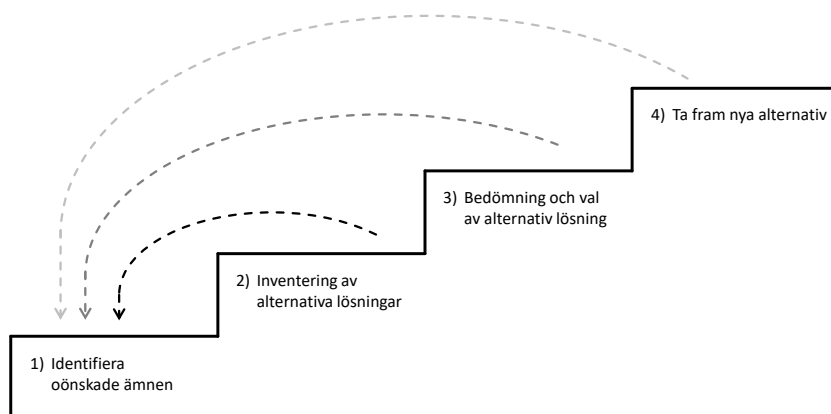 4) Ta fram nya alternativ
3) Bedömning och val
av alternativ lösning
2) Inventering av
alternativa lösningar
1) Identifiera
oönskade ämnen